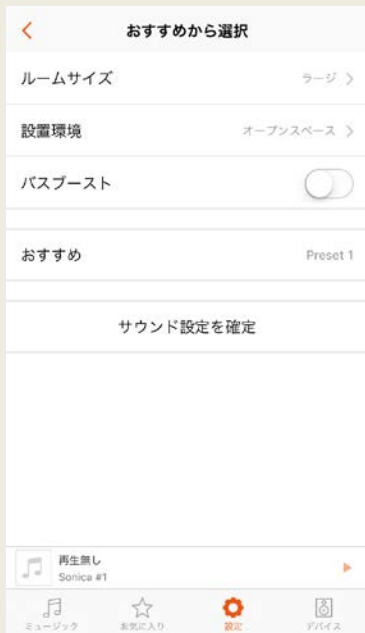 おすすめから選択
ルームサイズ ラージ
設置環境 オープンスペース
バスブースト
おすすめ Preset 1
サウンド設定を確定
再生無し
Sonica #1
ミュージック お気に入り 設定 デバイス